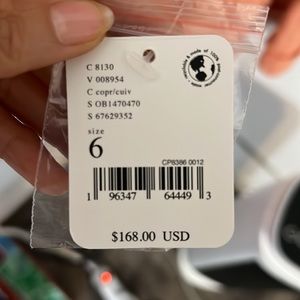 C 8130
V 008954
C copr/cuiv
S OB1470470
S 67629352
size
6
CP8386 0012
1 96347 64449 3
$168.00 USD